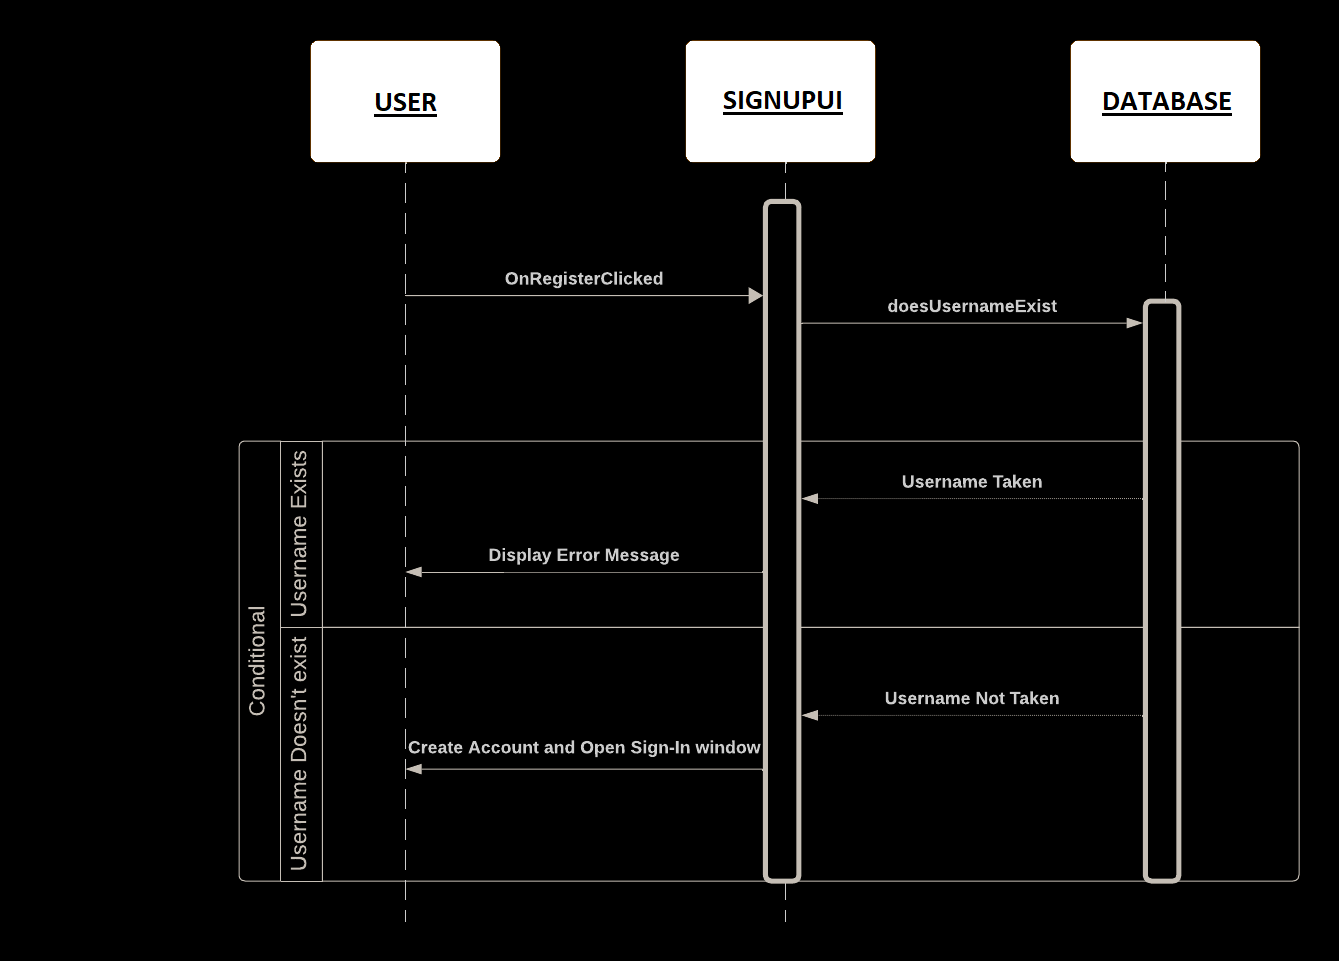 USER
SIGNUPUI
DATABASE
OnRegisterClicked
doesUsernameExist
Conditional
Username Exists
Username Taken
Display Error Message
Username Doesn't exist
Username Not Taken
Create Account and Open Sign-In window